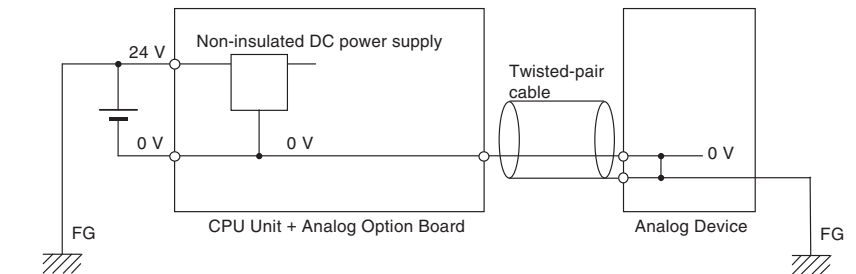 Non-insulated DC power supply
24 V
Twisted-pair
cable
0 V
0 V
0 V
CPU Unit + Analog Option Board
Analog Device
FG
FG